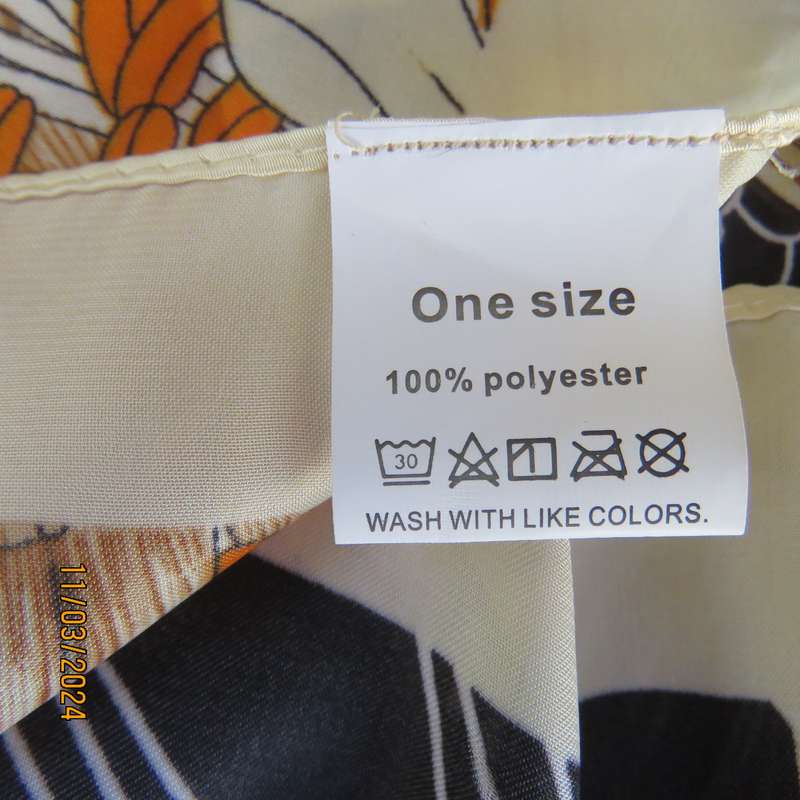 One size
100% polyester
30
WASH WITH LIKE COLORS.
11/03/2024